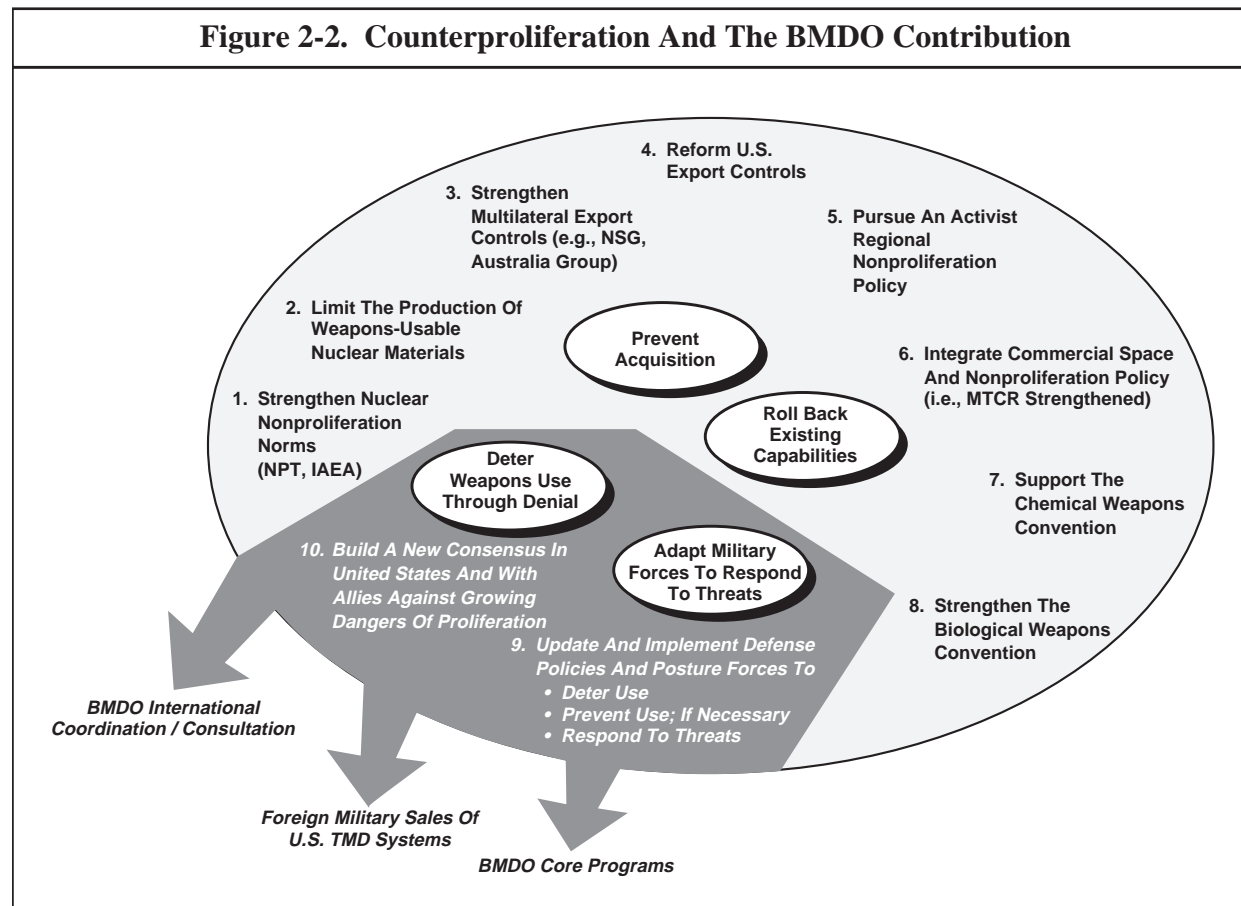 Figure 2-2. Counterproliferation And The BMDO Contribution
4. Reform U.S.
Export Controls
3. Strengthen
Multilateral Export
Controls (e.g., NSG,
Australia Group)
5. Pursue An Activist
Regional
Nonproliferation
Policy
2. Limit The Production Of
Weapons-Usable
Nuclear Materials
Prevent
Acquisition
6. Integrate Commercial Space
And Nonproliferation Policy
(i.e., MTCR Strengthened)
1. Strengthen Nuclear
Nonproliferation
Norms
(NPT, IAEA)
Roll Back
Existing
Capabilities
Deter
Weapons Use
Through Denial
7. Support The
Chemical Weapons
Convention
10. Build A New Consensus In
United States And With
Allies Against Growing
Dangers Of Proliferation
Adapt Military
Forces To Respond
To Threats
8. Strengthen The
Biological Weapons
Convention
9. Update And Implement Defense
Policies And Posture Forces To
• Deter Use
• Prevent Use; If Necessary
• Respond To Threats
BMDO International
Coordination / Consultation
Foreign Military Sales Of
U.S. TMD Systems
BMDO Core Programs